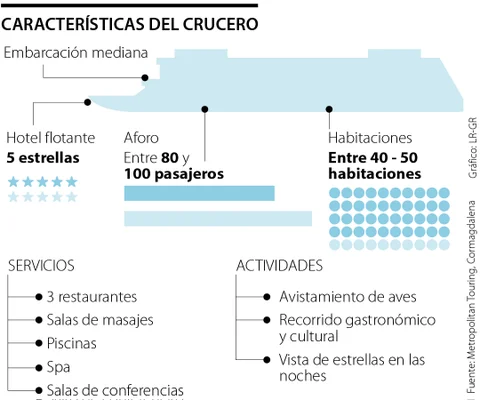 CARACTERÍSTICAS DEL CRUCERO
Embarcación mediana
Hotel flotante
5 estrellas
Aforo
Entre 80 y
100 pasajeros
Habitaciones
Entre 40 - 50
habitaciones
SERVICIOS
3 restaurantes
Salas de masajes
Piscinas
Spa
Salas de conferencias
ACTIVIDADES
Avistamiento de aves
Recorrido gastronómico
y cultural
Vista de estrellas en las
noches
Fuente: Metropolitan Touring, Cormagdalena
Gráfico: LR-GR